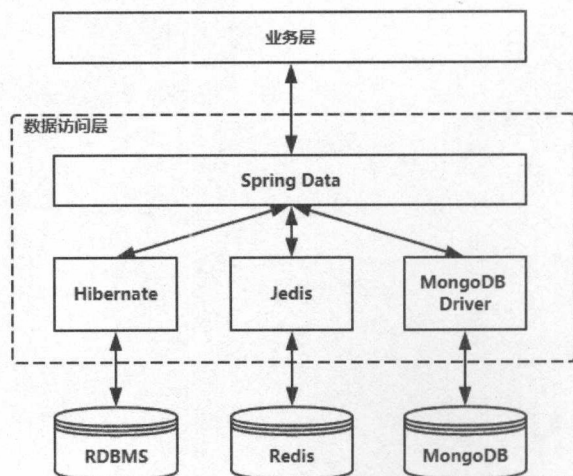 业务层
数据访问层
Spring Data
Hibernate
Jedis
MongoDB
Driver
RDBMS
Redis
MongoDB